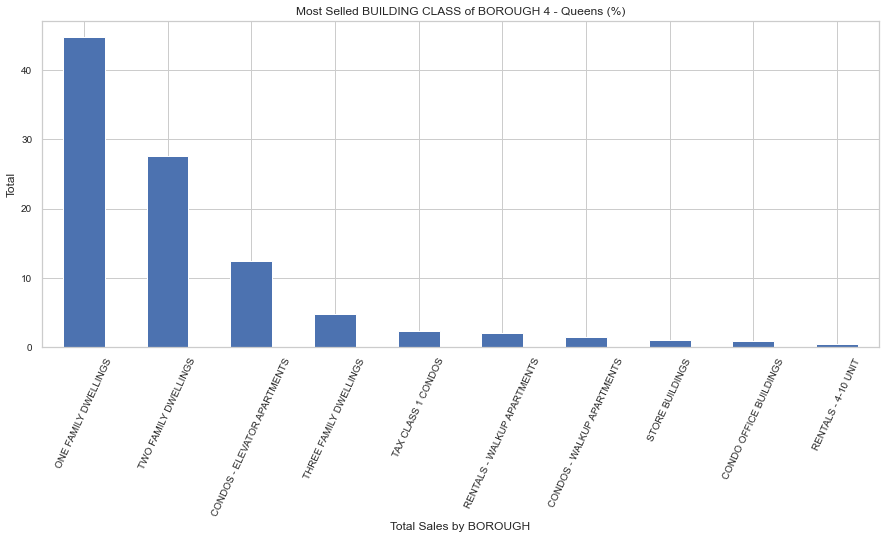 Most Selled BUILDING CLASS of BOROUGH 4 - Queens (%)
Total
40
30
20
10
0
ONE FAMILY DWELLINGS
TWO FAMILY DWELLINGS
CONDOS - ELEVATOR APARTMENTS
THREE FAMILY DWELLINGS
TAX CLASS 1 CONDOS
RENTALS - WALKUP APARTMENTS
CONDOS - WALKUP APARTMENTS
STORE BUILDINGS
CONDO OFFICE BUILDINGS
RENTALS - 4-10 UNIT
Total Sales by BOROUGH